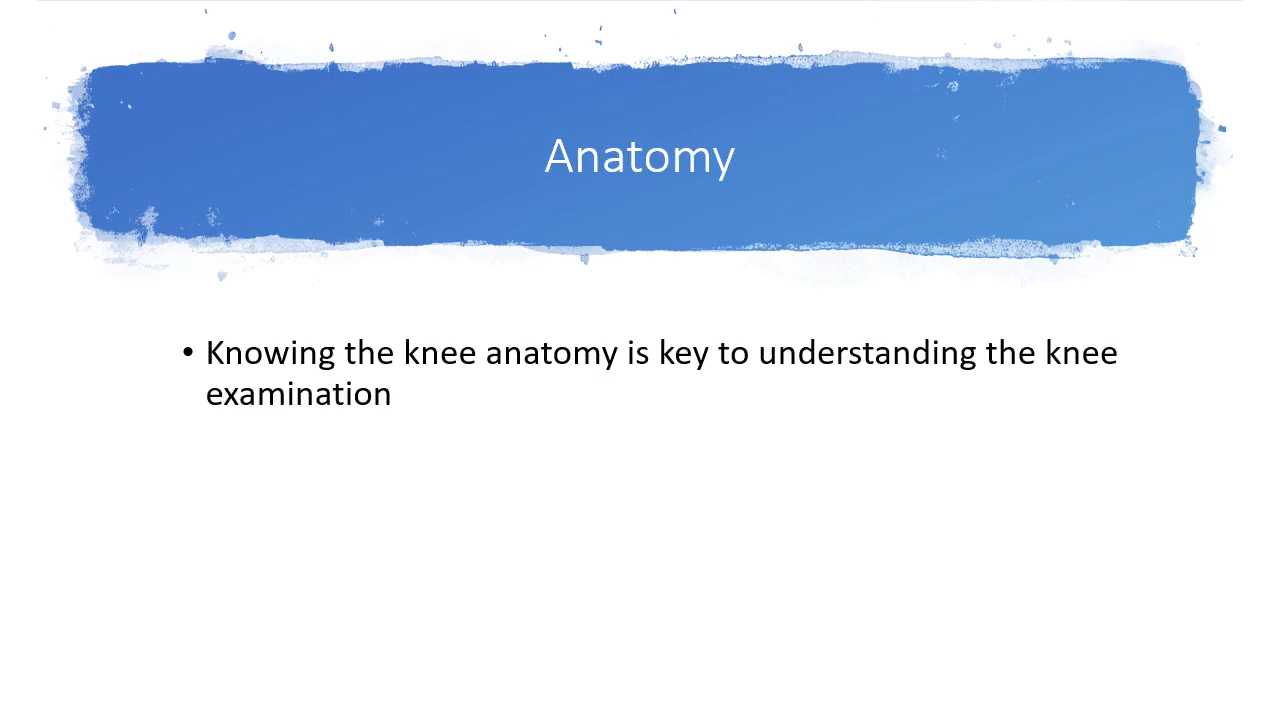 Anatomy
• Knowing the knee anatomy is key to understanding the knee
examination